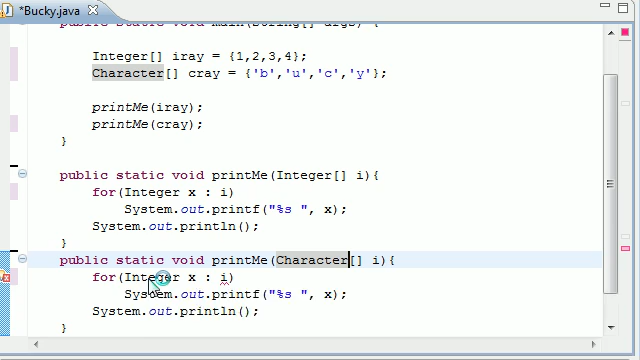 *Bucky.java
public static void main(String[] args) {
Integer[] iray = {1,2,3,4};
Character[] cray = {'b','u','c','y'};
printMe(iray);
printMe(cray);
}
public static void printMe(Integer[] i){
for(Integer x : i)
System.out.printf("%s ", x);
System.out.println();
}
public static void printMe(Character[] i){
for(Integer x : i)
System.out.printf("%s ", x);
System.out.println();
}